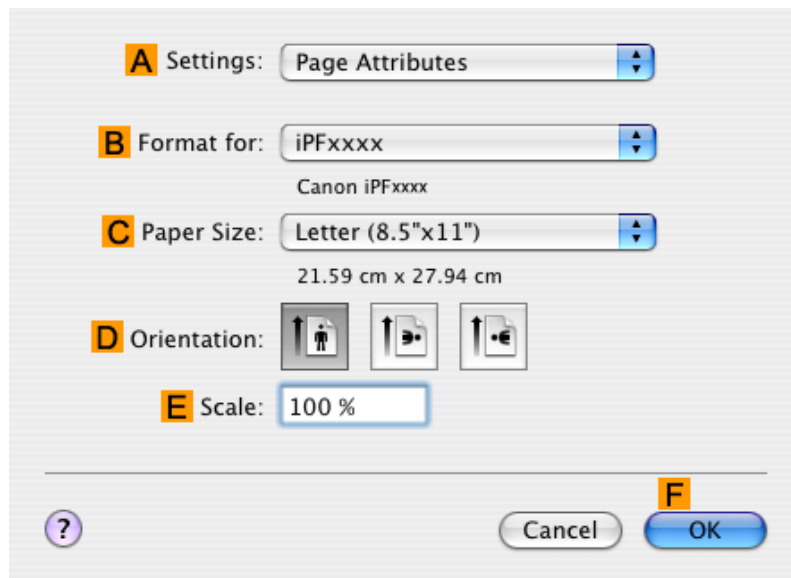 A Settings: Page Attributes
B Format for: iPFxxxx
Canon iPFxxxx
C Paper Size: Letter (8.5"x11")
21.59 cm x 27.94 cm
D Orientation:
E Scale: 100 %
F
? Cancel OK